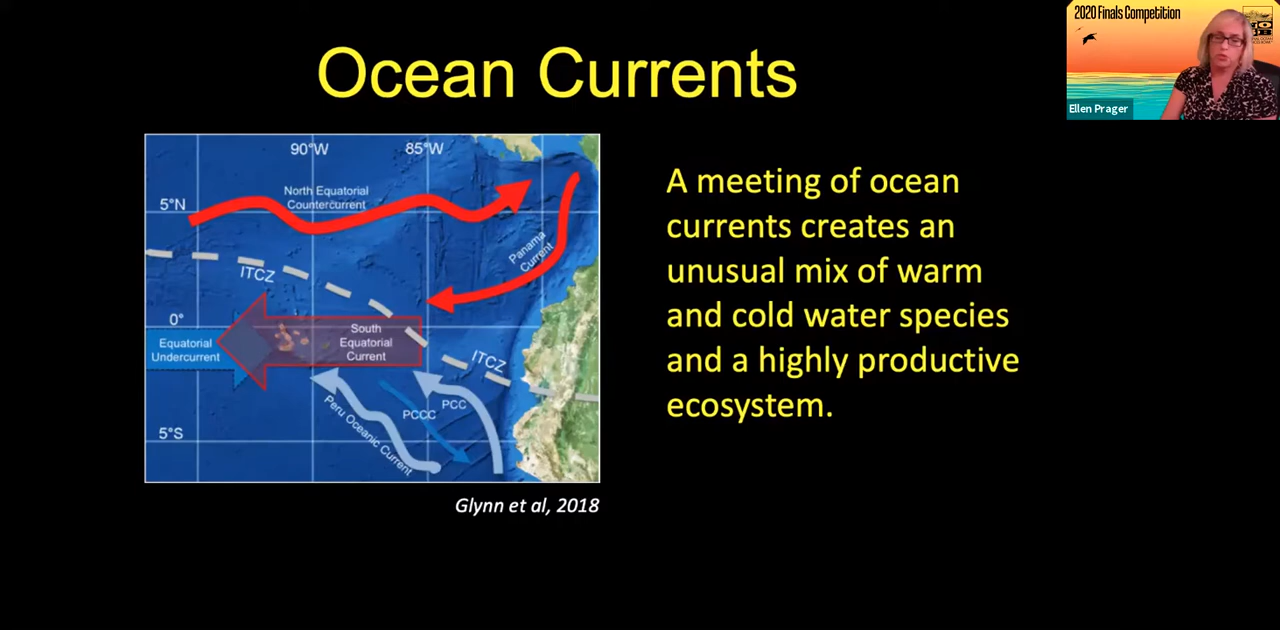 2020 Finals Competition
Ellen Prager
Ocean Currents
90°W
85°W
5°N
North Equatorial
Countercurrent
Panama
Current
ITCZ
0°
Equatorial
Undercurrent
South
Equatorial
Current
ITCZ
PCC
PCCC
Peru Oceanic Current
5°S
Glynn et al, 2018
A meeting of ocean
currents creates an
unusual mix of warm
and cold water species
and a highly productive
ecosystem.